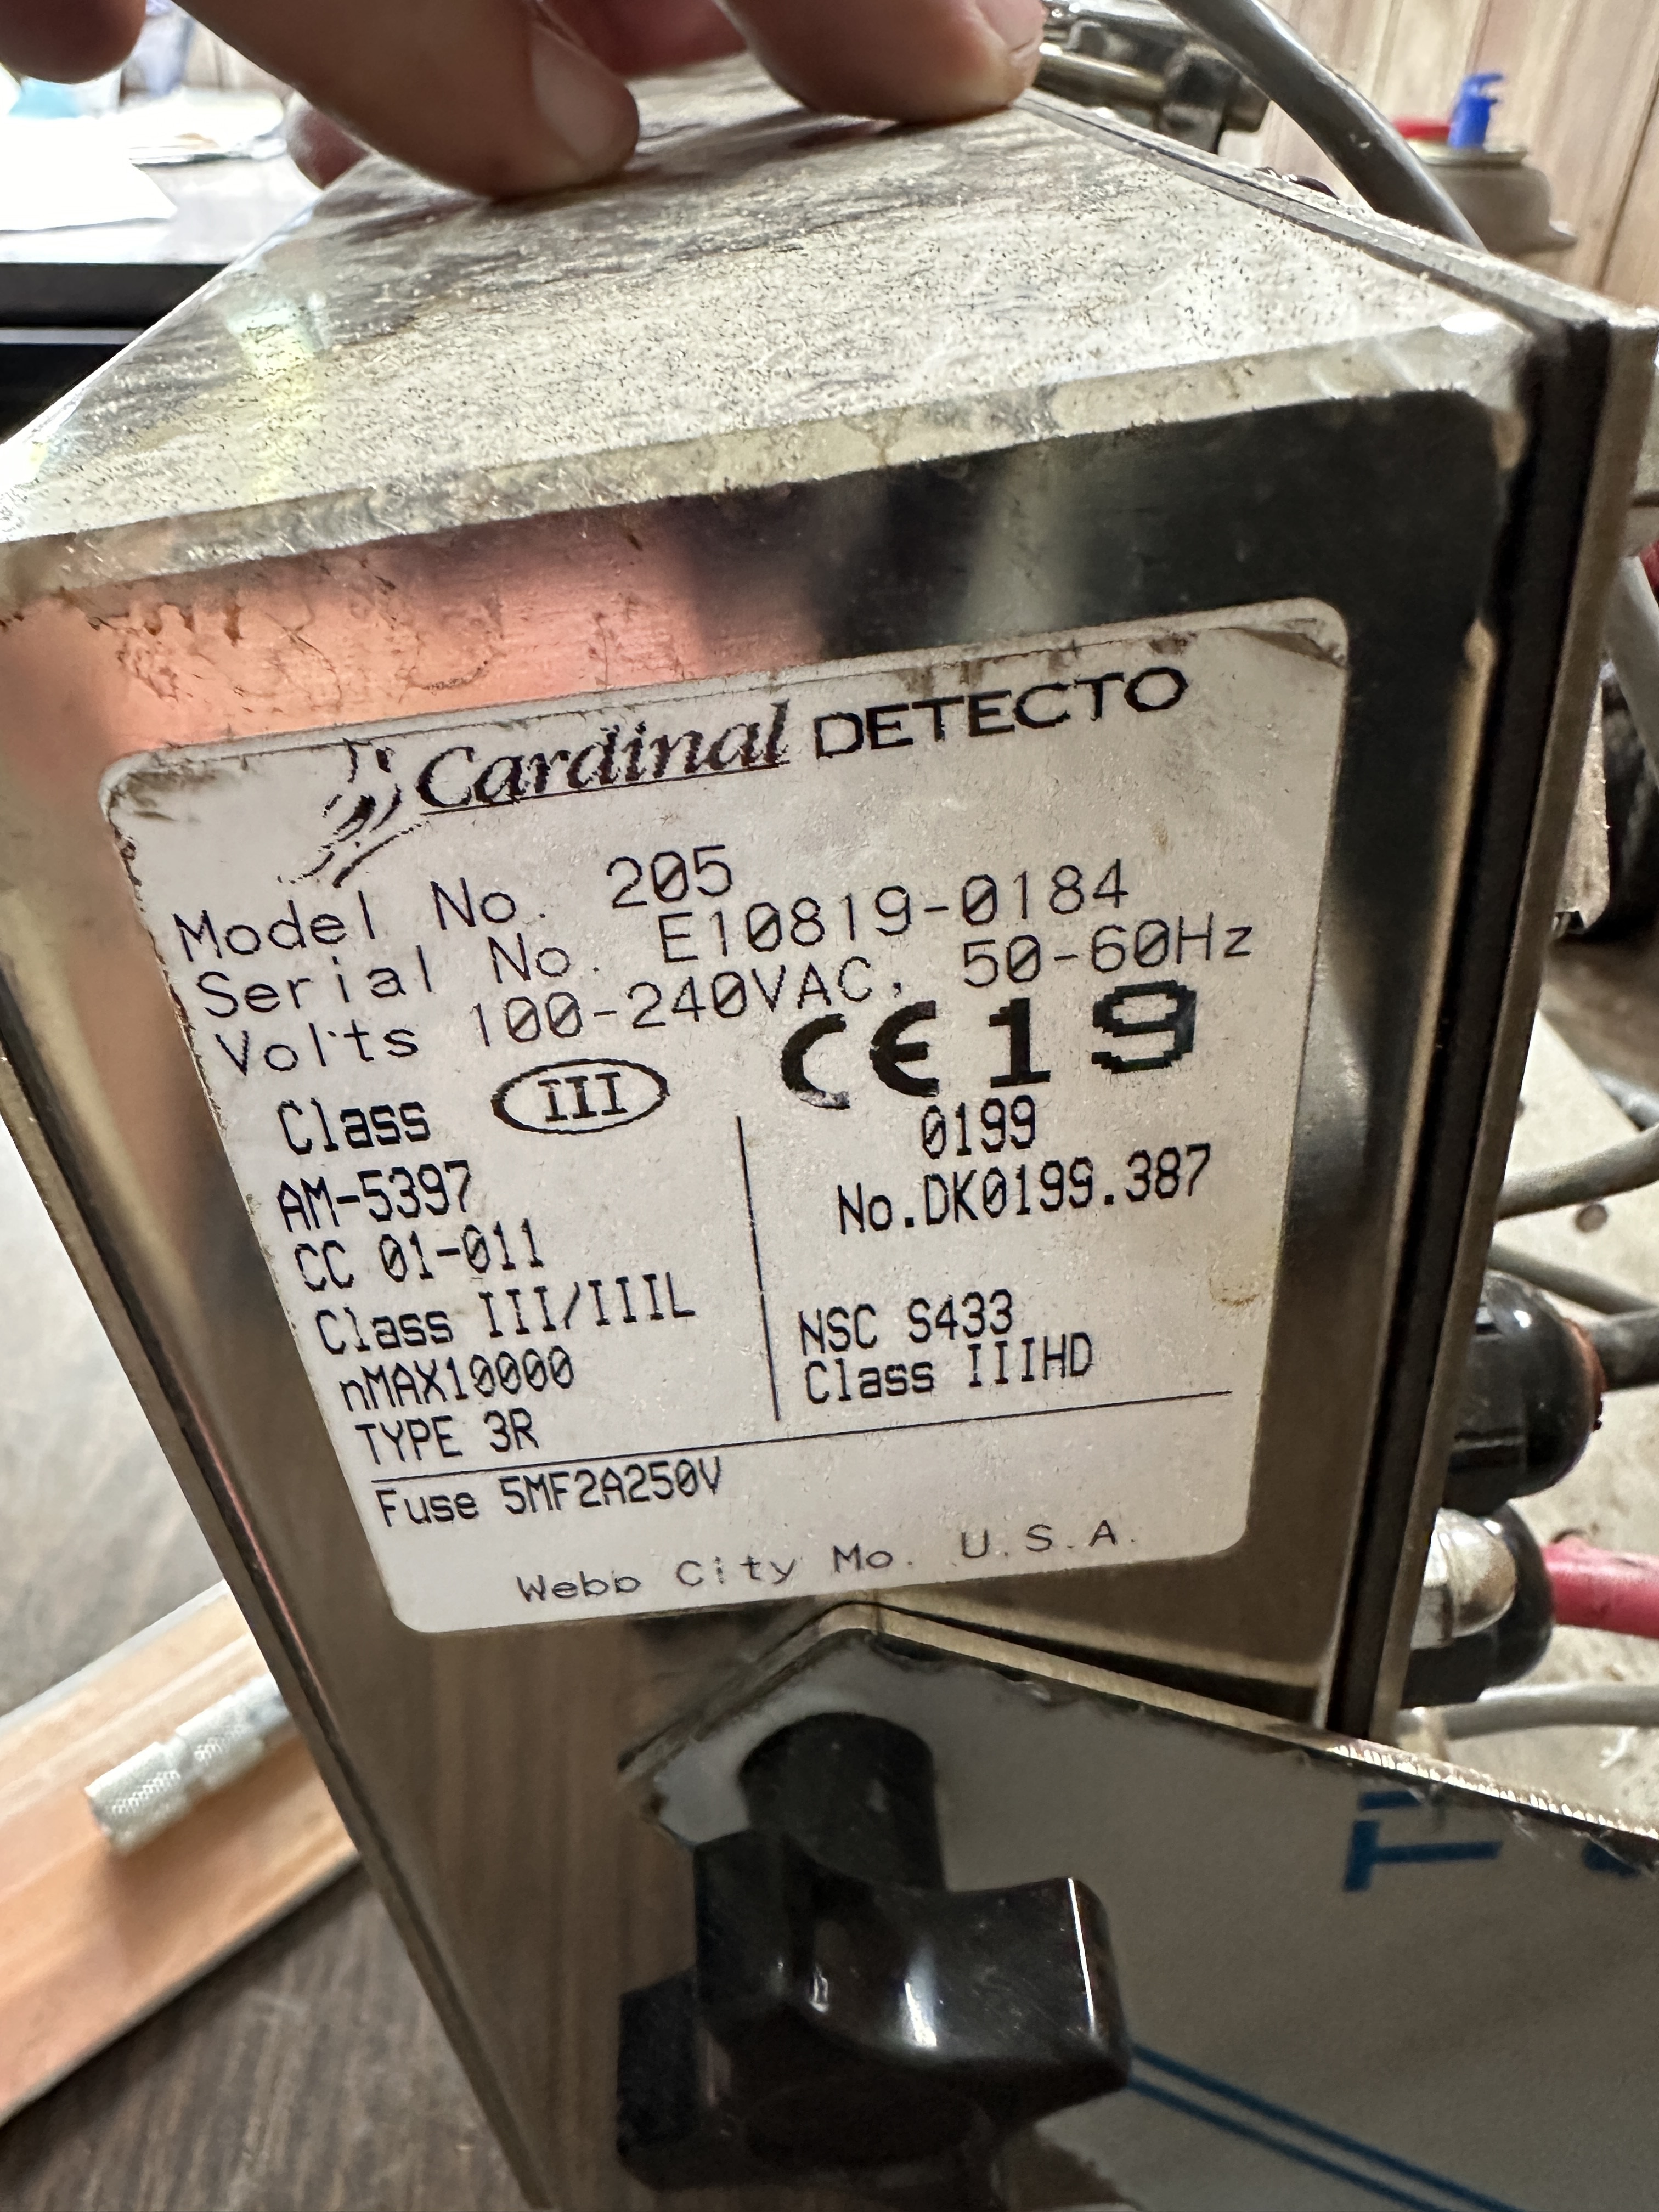 Cardinal DETECTO
Model No. 205
Serial No. E10819-0184
Volts 100-240VAC, 50-60Hz
Class III
CE 19
0199
No.DK0199.387
AM-5397
CC 01-011
Class III/IIIL
nMAX10000
TYPE 3R
NSC S433
Class IIIHD
Fuse 5MF2A250V
Webb City Mo. U.S.A.